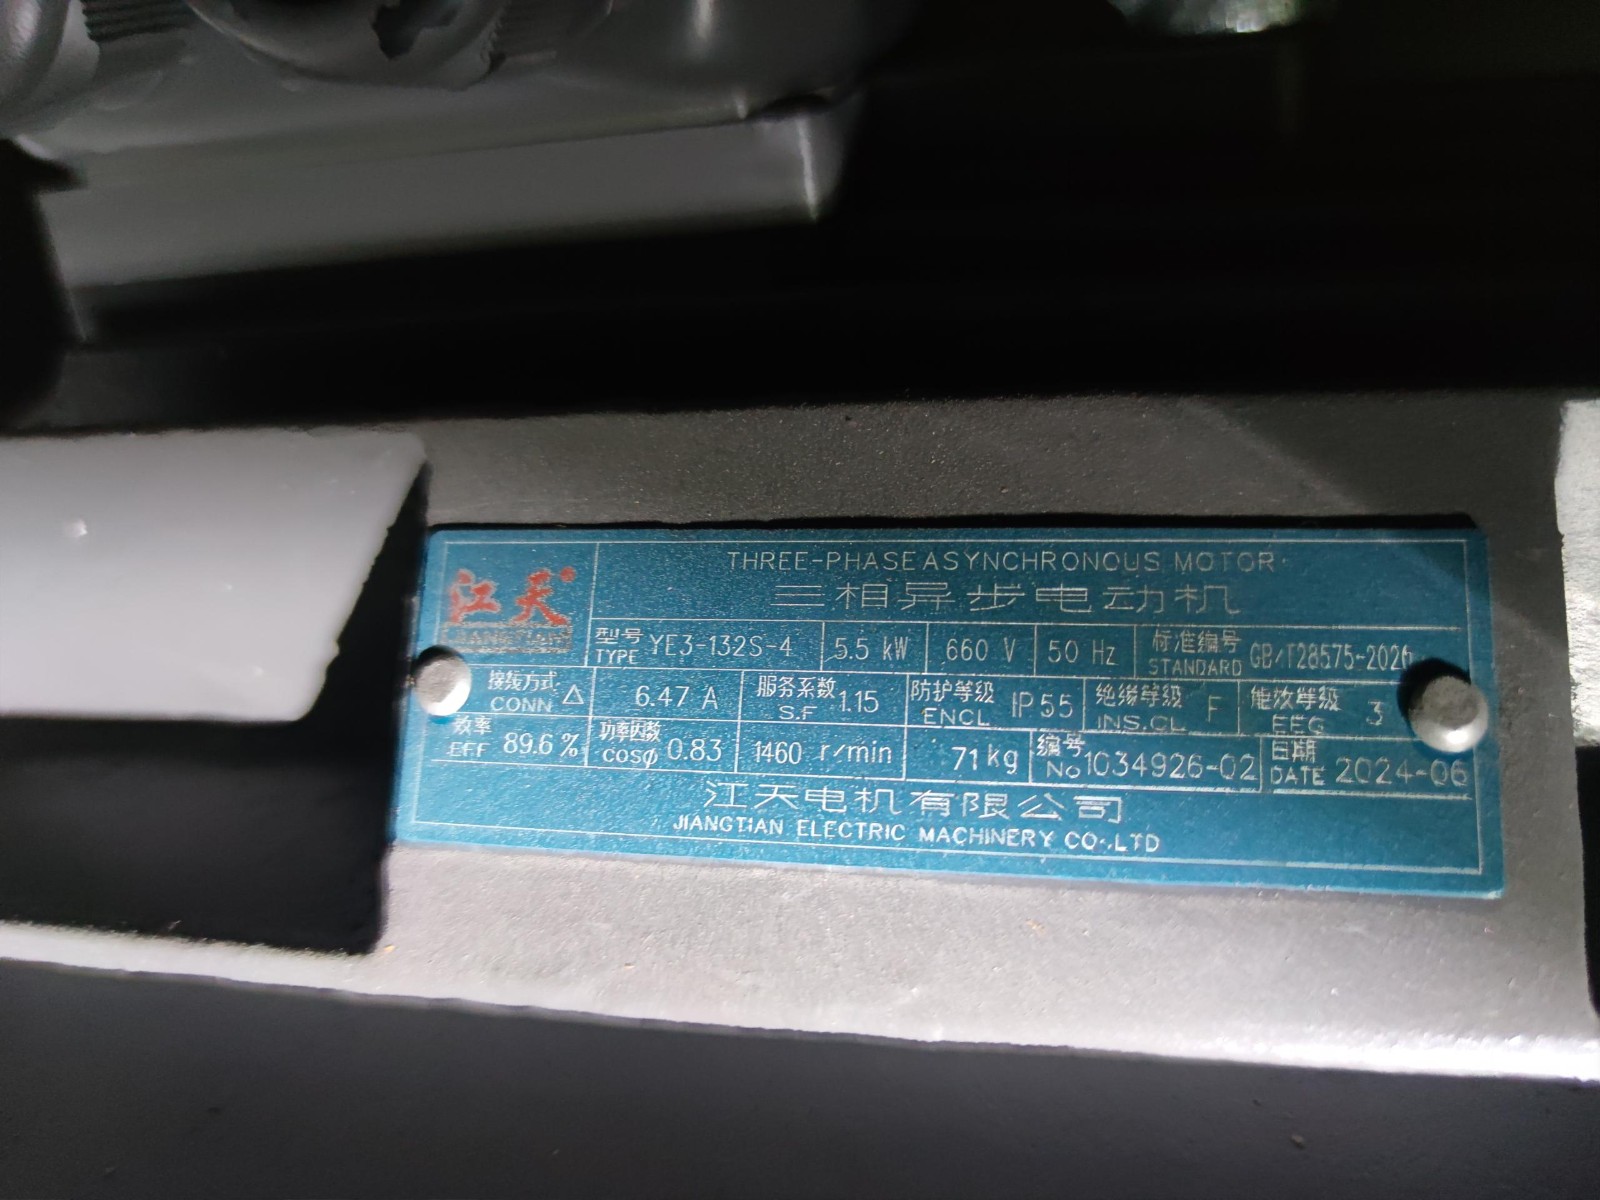 THREE-PHASE ASYNCHRONOUS MOTOR
三相异步电动机
江天
JIANGTIAN
型号 TYPE YE3-132S-4 5.5 kW 660 V 50 Hz 标准编号 STANDARD GB/T28575-2020
接线方式 CONN △ 6.47 A 服务系数 S.F 1.15 防护等级 ENCL IP55 绝缘等级 INS.CL F 能效等级 EEG 3
效率 EFF 89.6 % 功率因数 cosφ 0.83 1460 r/min 71 kg 编号 No 1034926-02 日期 DATE 2024-06
江天电机有限公司
JIANGTIAN ELECTRIC MACHINERY CO.,LTD